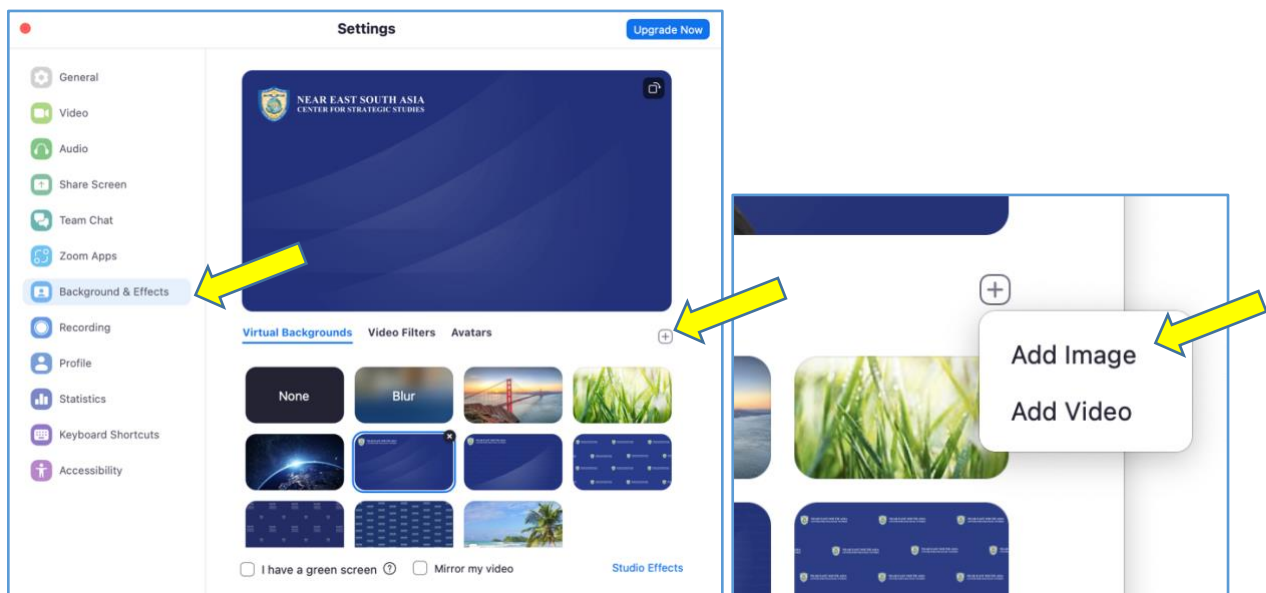 Settings
Upgrade Now
General
Video
Audio
Share Screen
Team Chat
Zoom Apps
Background & Effects
Recording
Profile
Statistics
Keyboard Shortcuts
Accessibility
NEAR EAST SOUTH ASIA
CENTER FOR STRATEGIC STUDIES
Virtual Backgrounds Video Filters Avatars
None Blur
I have a green screen Mirror my video Studio Effects
Add Image
Add Video